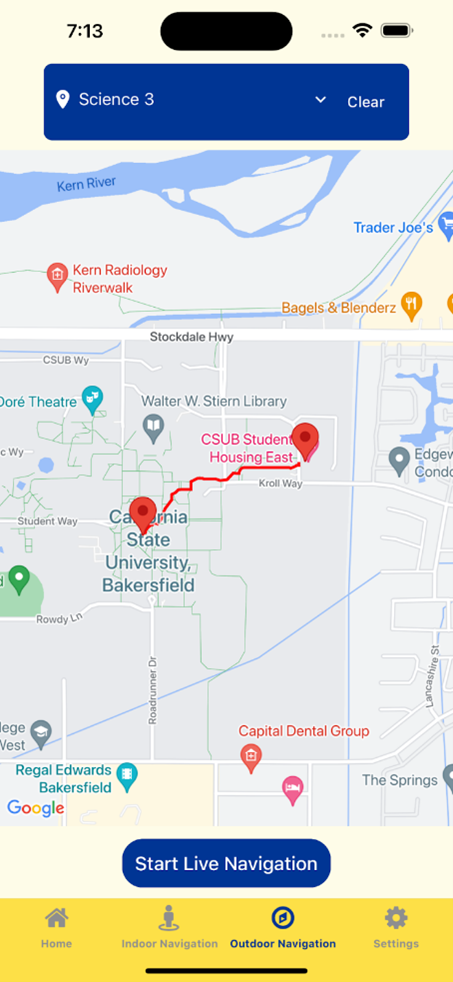 7:13
Science 3
Clear
Kern River
Trader Joe's
Kern Radiology
Riverwalk
Bagels & Blenderz
Stockdale Hwy
CSUB Wy
Doré Theatre
Walter W. Stiern Library
CSUB Student
Housing East
Edgew
Condo
c Wy
Kroll Way
Student Way
California
State
University,
Bakersfield
d
Rowdy Ln
Roadrunner Dr
Lancashire St
lege
West
Capital Dental Group
Regal Edwards
Bakersfield
The Springs
Google
Start Live Navigation
Home
Indoor Navigation
Outdoor Navigation
Settings